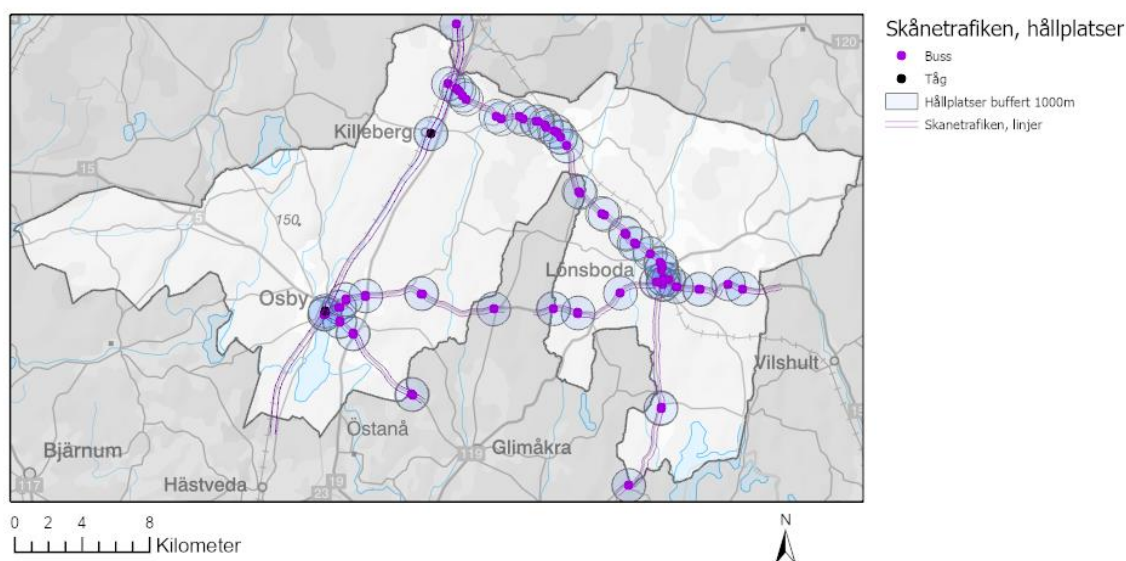 Skånetrafiken, hållplatser
Buss
Tåg
Hållplatser buffert 1000m
Skanetrafiken, linjer
120
Killeberg
15
15
150
Lönsboda
Osby
Vilshult
15
Östanå
Glimåkra
119
Bjärnum
117
Hästveda
19
23
0 2 4 8
Kilometer
N